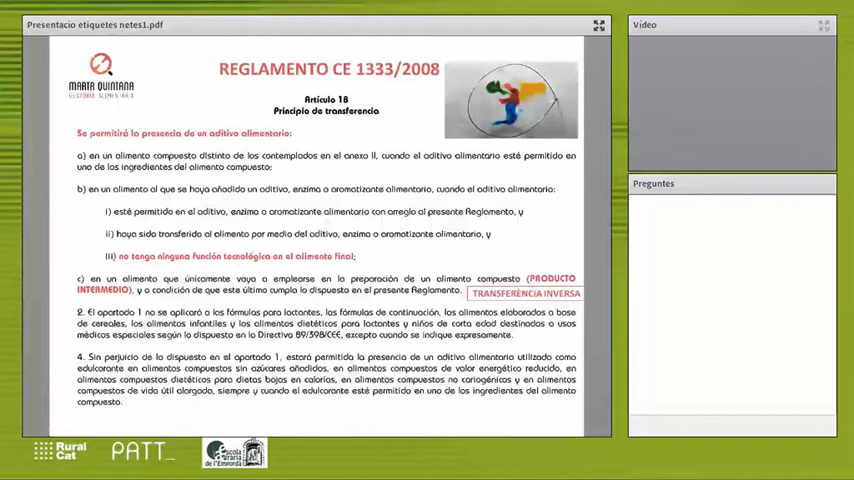 Presentacio etiquetes netes1.pdf
Vídeo
MARTA QUINTANA
REGLAMENTO CE 1333/2008
Artículo 18
Principio de transferencia
Se permitirá la presencia de un aditivo alimentario:
a) en un alimento compuesto distinto de los contemplados en el anexo II, cuando el aditivo alimentario esté permitido en
uno de los ingredientes del alimento compuesto;
b) en un alimento al que se haya añadido un aditivo, enzima o aromatizante alimentario, cuando el aditivo alimentario:
i) esté permitido en el aditivo, enzima o aromatizante alimentario con arreglo al presente Reglamento, y
ii) haya sido transferido al alimento por medio del aditivo, enzima o aromatizante alimentario, y
iii) no tenga ninguna función tecnológica en el alimento final;
c) en un alimento que únicamente vaya a emplearse en la preparación de un alimento compuesto (PRODUCTO
INTERMEDIO), y a condición de que este último cumpla lo dispuesto en el presente Reglamento.
TRANSFERÈNCIA INVERSA
2. El apartado 1 no se aplicará a las fórmulas para lactantes, las fórmulas de continuación, los alimentos elaborados a base
de cereales, los alimentos infantiles y los alimentos dietéticos para lactantes y niños de corta edad destinados a usos
médicos especiales según lo dispuesto en la Directiva 89/398/CEE, excepto cuando se indique expresamente.
4. Sin perjuicio de lo dispuesto en el apartado 1, estará permitida la presencia de un aditivo alimentario utilizado como
edulcorante en alimentos compuestos sin azúcares añadidos, en alimentos compuestos de valor energético reducido, en
alimentos compuestos dietéticos para dietas bajas en calorías, en alimentos compuestos no cariogénicos y en alimentos
compuestos de vida útil alargada, siempre y cuando el edulcorante esté permitido en uno de los ingredientes del alimento
compuesto.
Preguntes
Rural
Cat
PATT_
escola
agrària
de l'Empordà